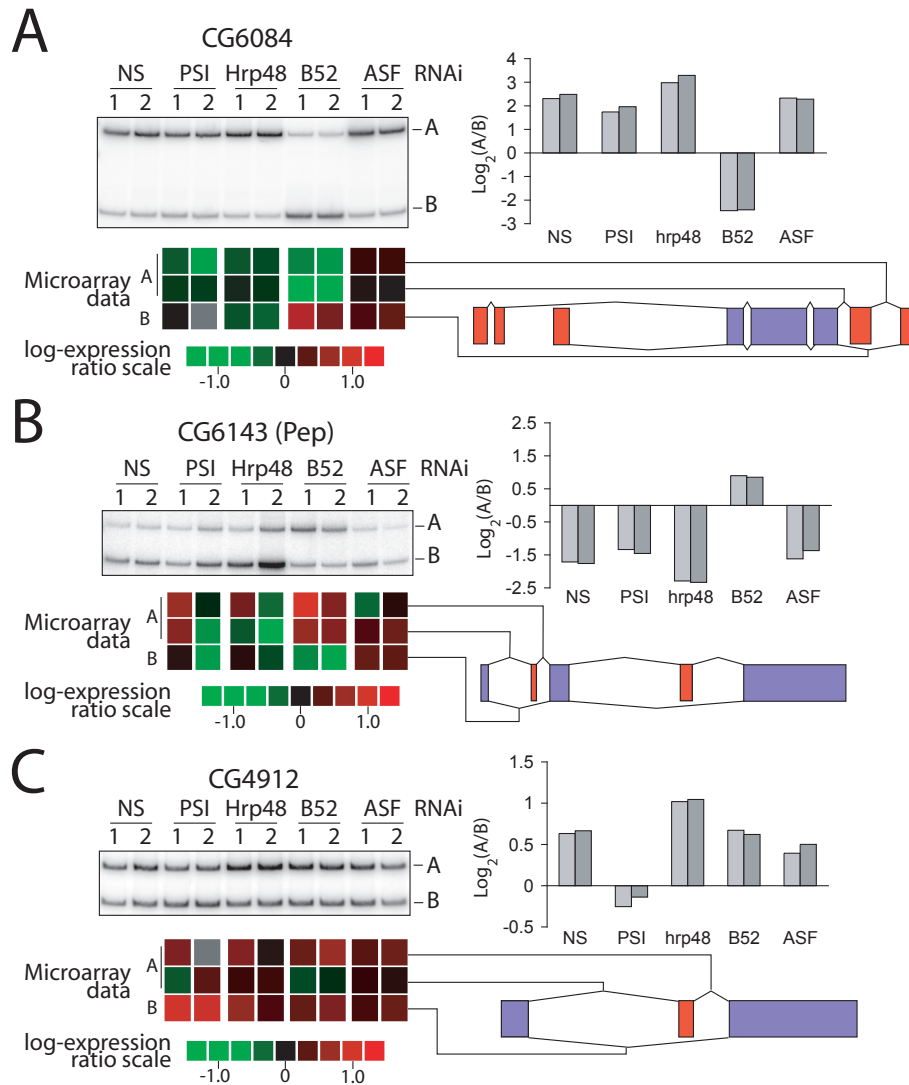 A
CG6084
NS PSI Hrp48 B52 ASF RNAi
1 2 1 2 1 2 1 2 1 2
A
B
Log2(A/B)
4
3
2
1
0
-1
-2
-3
NS PSI hrp48 B52 ASF
Microarray data
A
B
log-expression ratio scale
-1.0 0 1.0
B
CG6143 (Pep)
NS PSI Hrp48 B52 ASF RNAi
1 2 1 2 1 2 1 2 1 2
A
B
Log2(A/B)
2.5
1.5
0.5
-0.5
-1.5
-2.5
NS PSI hrp48 B52 ASF
Microarray data
A
B
log-expression ratio scale
-1.0 0 1.0
C
CG4912
NS PSI Hrp48 B52 ASF RNAi
1 2 1 2 1 2 1 2 1 2
A
B
Log2(A/B)
1.5
1
0.5
0
-0.5
NS PSI hrp48 B52 ASF
Microarray data
A
B
log-expression ratio scale
-1.0 0 1.0